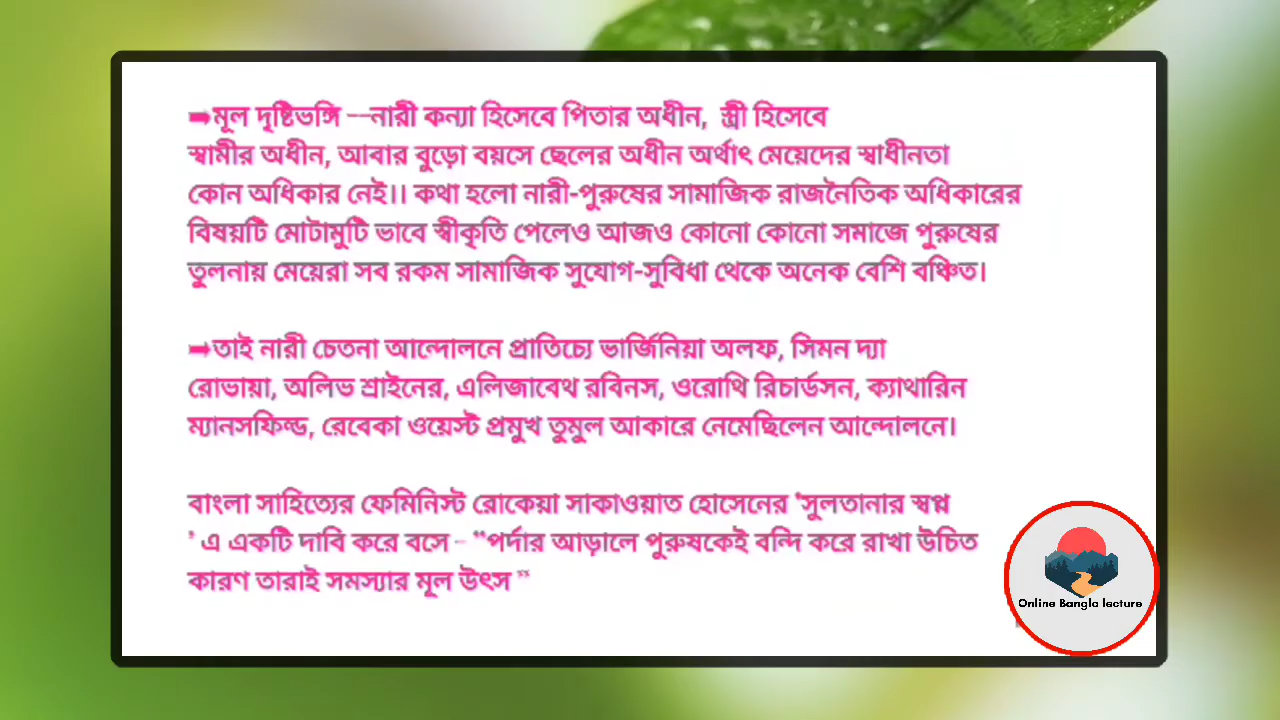 ➡মূল দৃষ্টিভঙ্গি --নারী কন্যা হিসেবে পিতার অধীন, স্ত্রী হিসেবে
স্বামীর অধীন, আবার বুড়ো বয়সে ছেলের অধীন অর্থাৎ মেয়েদের স্বাধীনতা
কোন অধিকার নেই।। কথা হলো নারী-পুরুষের সামাজিক রাজনৈতিক অধিকারের
বিষয়টি মোটামুটি ভাবে স্বীকৃতি পেলেও আজও কোনো কোনো সমাজে পুরুষের
তুলনায় মেয়েরা সব রকম সামাজিক সুযোগ-সুবিধা থেকে অনেক বেশি বঞ্চিত।
➡তাই নারী চেতনা আন্দোলনে প্রাতিচ্যে ভার্জিনিয়া অলফ, সিমন দ্যা
রোভায়া, অলিভ শ্রাইনের, এলিজাবেথ রবিনস, ওরোথি রিচার্ডসন, ক্যাথারিন
ম্যানসফিল্ড, রেবেকা ওয়েস্ট প্রমুখ তুমুল আকারে নেমেছিলেন আন্দোলনে।
বাংলা সাহিত্যের ফেমিনিস্ট রোকেয়া সাকাওয়াত হোসেনের 'সুলতানার স্বপ্ন
' এ একটি দাবি করে বসে - "পর্দার আড়ালে পুরুষকেই বন্দি করে রাখা উচিত
কারণ তারাই সমস্যার মূল উৎস "
Online Bangla lecture